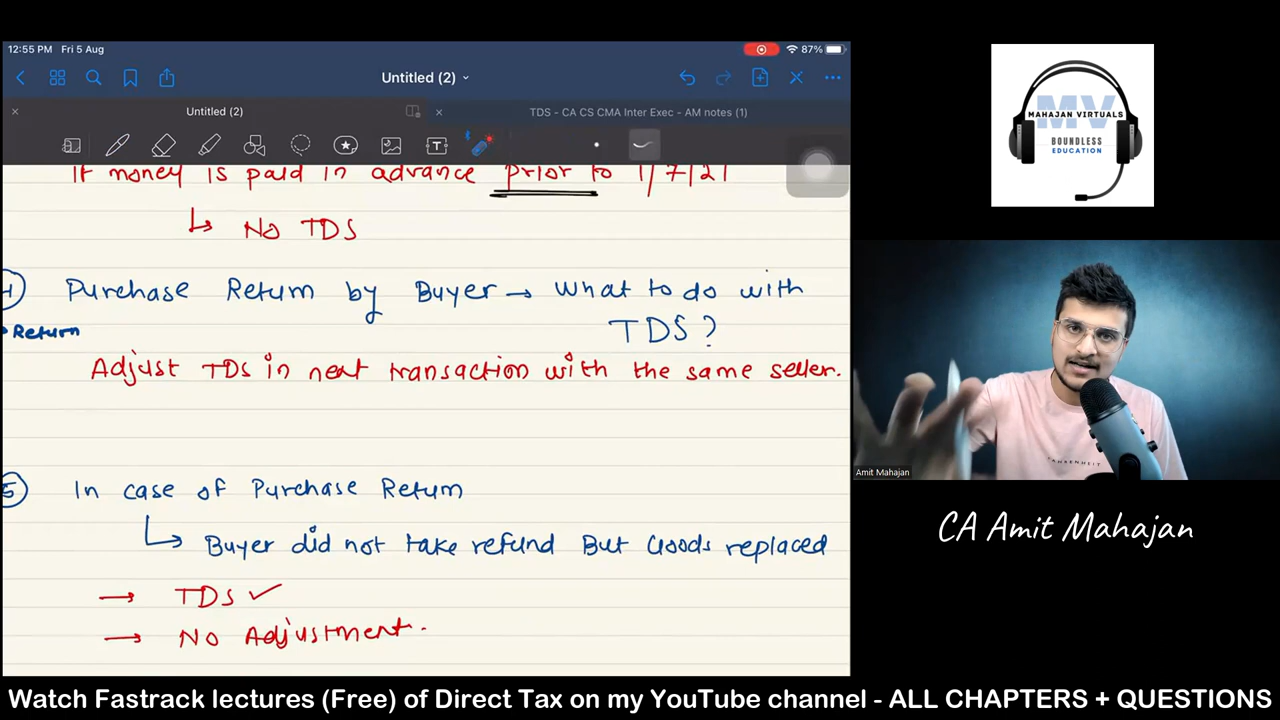 12:55 PM Fri 5 Aug
87%
Untitled (2)
Untitled (2)
TDS - CA CS CMA Inter Exec - AM notes (1)
If money is paid in advance prior to 1/7/21
↳ No TDS
4 Purchase Return by Buyer → What to do with
TDS?
Return
Adjust TDS in next transaction with the same seller.
5 In case of Purchase Return
↳ Buyer did not take refund But Goods replaced
→ TDS ✓
→ No Adjustment.
MV
MAHAJAN VIRTUALS
BOUNDLESS
EDUCATION
Amit Mahajan
CA Amit Mahajan
Watch Fastrack lectures (Free) of Direct Tax on my YouTube channel - ALL CHAPTERS + QUESTIONS